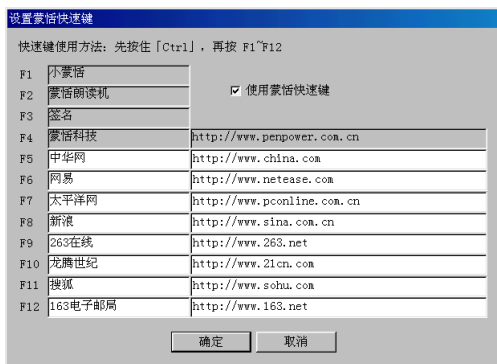 设置蒙恬快速键
快速键使用方法: 先按住「Ctrl」, 再按 F1~F12
F1 小蒙恬
F2 蒙恬朗读机
使用蒙恬快速键
F3 签名
F4 蒙恬科技 http://www.penpower.com.cn
F5 中华网 http://www.china.com
F6 网易 http://www.netease.com
F7 太平洋网 http://www.pconline.com.cn
F8 新浪 http://www.sina.com.cn
F9 263在线 http://www.263.net
F10 龙腾世纪 http://www.21cn.com
F11 搜狐 http://www.sohu.com
F12 163电子邮局 http://www.163.net
确定 取消